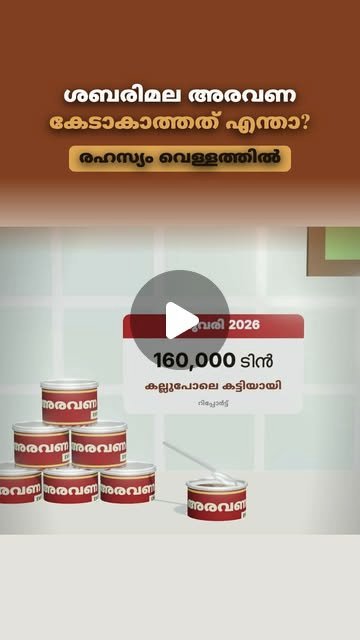 ശബരിമല അരവണ
കേടാകാത്തത് എന്താ?
രഹസ്യം വെള്ളത്തിൽ
2026
160,000 ടിൻ
കല്ലുപോലെ കട്ടിയായി
റിപ്പോർട്ട്
അരവണ
അരവണ
അരവണ
അരവണ
അരവണ
അരവണ
അരവണ